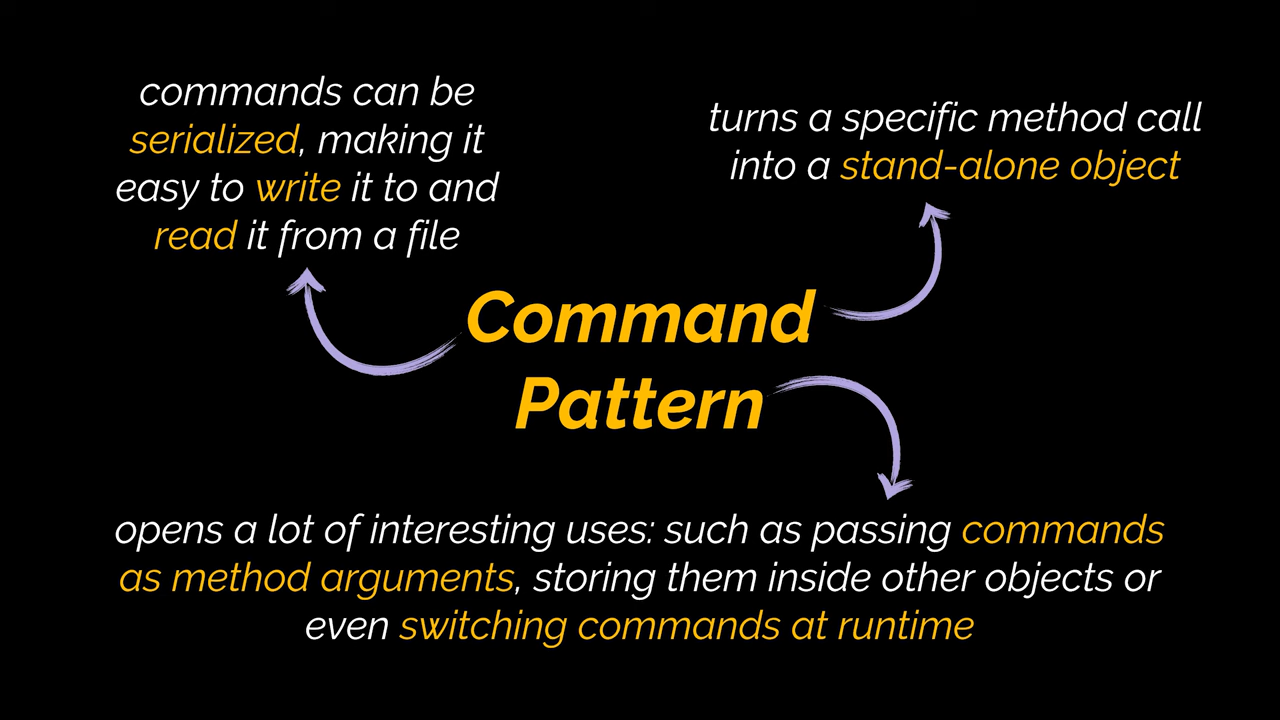 commands can be
serialized, making it
easy to write it to and
read it from a file
turns a specific method call
into a stand-alone object
Command
Pattern
opens a lot of interesting uses: such as passing commands
as method arguments, storing them inside other objects or
even switching commands at runtime